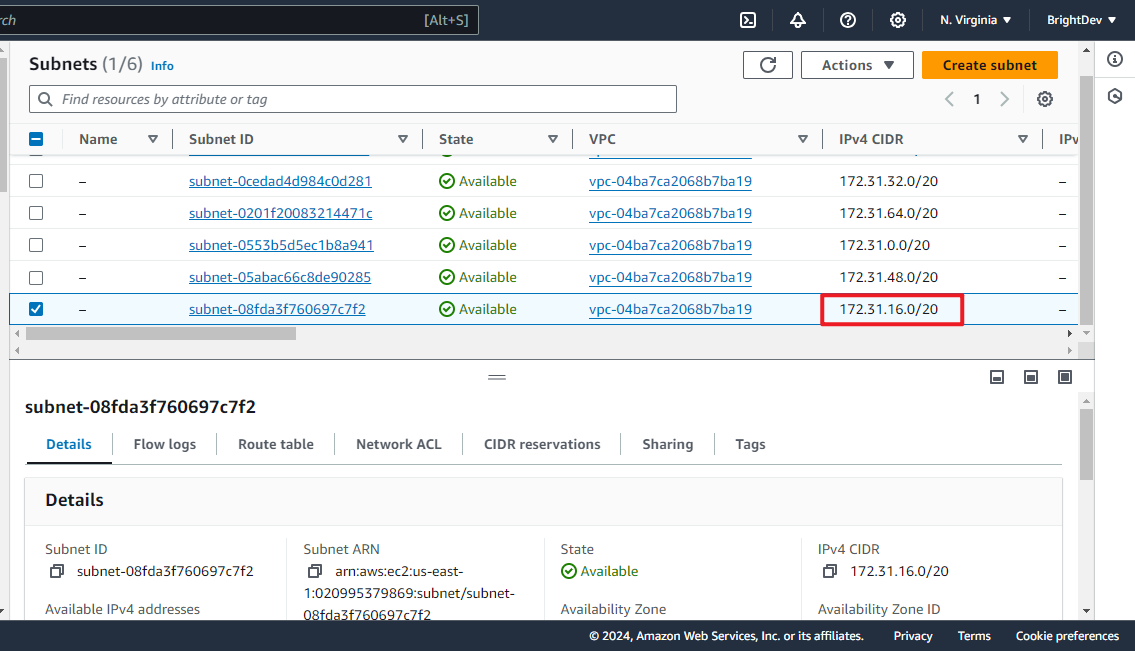 rch [Alt+S] N. Virginia BrightDev
Subnets (1/6) Info Actions Create subnet
Find resources by attribute or tag 1
Name Subnet ID State VPC IPv4 CIDR IPv
– subnet-0cedad4d984c0d281 Available vpc-04ba7ca2068b7ba19 172.31.32.0/20 –
– subnet-0201f20083214471c Available vpc-04ba7ca2068b7ba19 172.31.64.0/20 –
– subnet-0553b5d5ec1b8a941 Available vpc-04ba7ca2068b7ba19 172.31.0.0/20 –
– subnet-05abac66c8de90285 Available vpc-04ba7ca2068b7ba19 172.31.48.0/20 –
– subnet-08fda3f760697c7f2 Available vpc-04ba7ca2068b7ba19 172.31.16.0/20 –
subnet-08fda3f760697c7f2
Details Flow logs Route table Network ACL CIDR reservations Sharing Tags
Details
Subnet ID Subnet ARN State IPv4 CIDR
subnet-08fda3f760697c7f2 arn:aws:ec2:us-east- Available 172.31.16.0/20
1:020995379869:subnet/subnet-
Available IPv4 addresses 08fda3f760697c7f2 Availability Zone Availability Zone ID
© 2024, Amazon Web Services, Inc. or its affiliates. Privacy Terms Cookie preferences